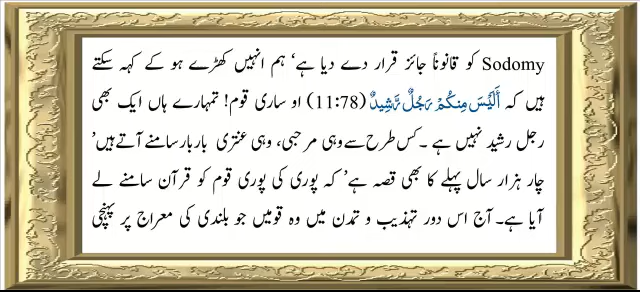 Sodomy کو قانوناً جائز قرار دے دیا ہے‘ ہم انہیں کھڑے ہو کے کہہ سکتے
ہیں کہ أَلَيْسَ مِنكُمْ رَجُلٌ رَّشِيدٌ (11:78) او ساری قوم! تمہارے ہاں ایک بھی
رجل رشید نہیں ہے ۔ کس طرح سے وہی مرحبی، وہی عنتری بار بار سامنے آتے ہیں‘
چار ہزار سال پہلے کا بھی قصہ ہے‘ کہ پوری کی پوری قوم کو قرآن سامنے لے
آیا ہے۔ آج اس دور تہذیب و تمدن میں وہ قومیں جو بلندی کی معراج پر پہنچی